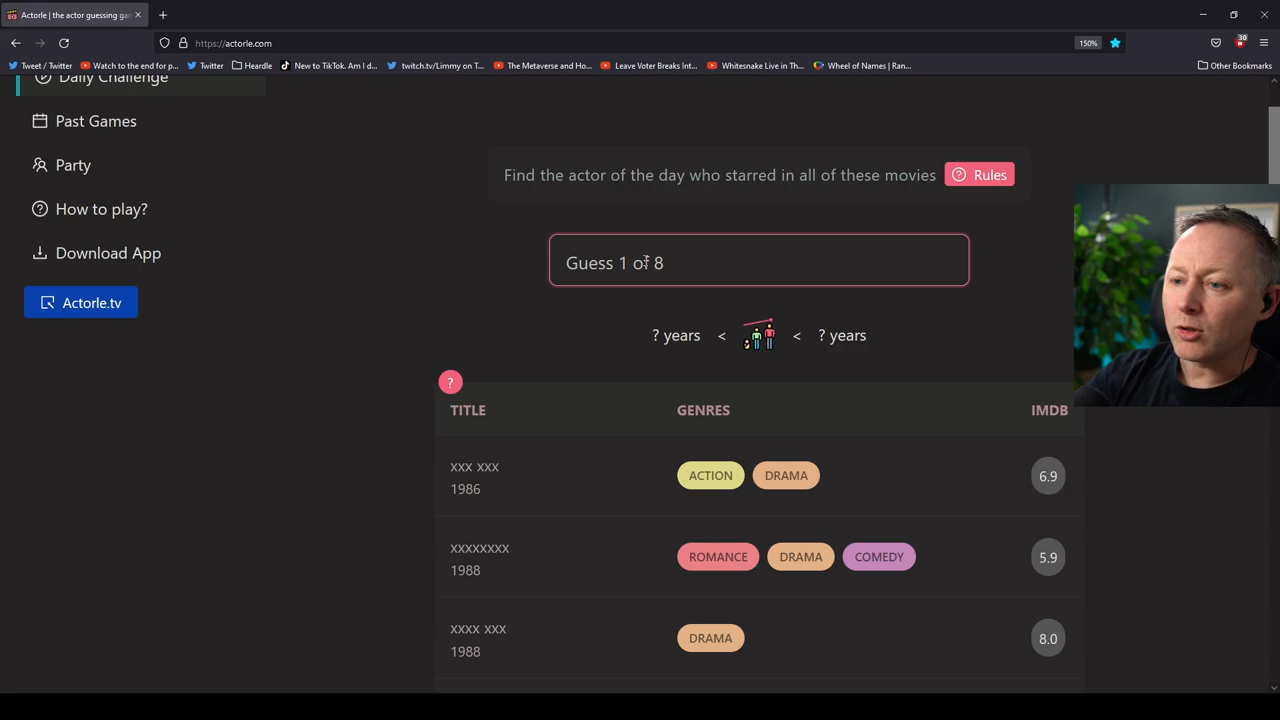 Actorle | the actor guessing gan
https://actorle.com
150%
30
Tweet / Twitter
Watch to the end for p...
Twitter
Heardle
New to TikTok. Am I d...
twitch.tv/Limmy on T...
The Metaverse and Ho...
Leave Voter Breaks Int...
Whitesnake Live in Th...
Wheel of Names | Ran...
Other Bookmarks
Daily Challenge
Past Games
Party
How to play?
Download App
Actorle.tv
Find the actor of the day who starred in all of these movies
? Rules
Guess 1 of 8
? years < < ? years
?
TITLE GENRES IMDB
xxx xxx
1986
ACTION DRAMA 6.9
xxxxxxxx
1988
ROMANCE DRAMA COMEDY 5.9
xxxx xxx
1988
DRAMA 8.0